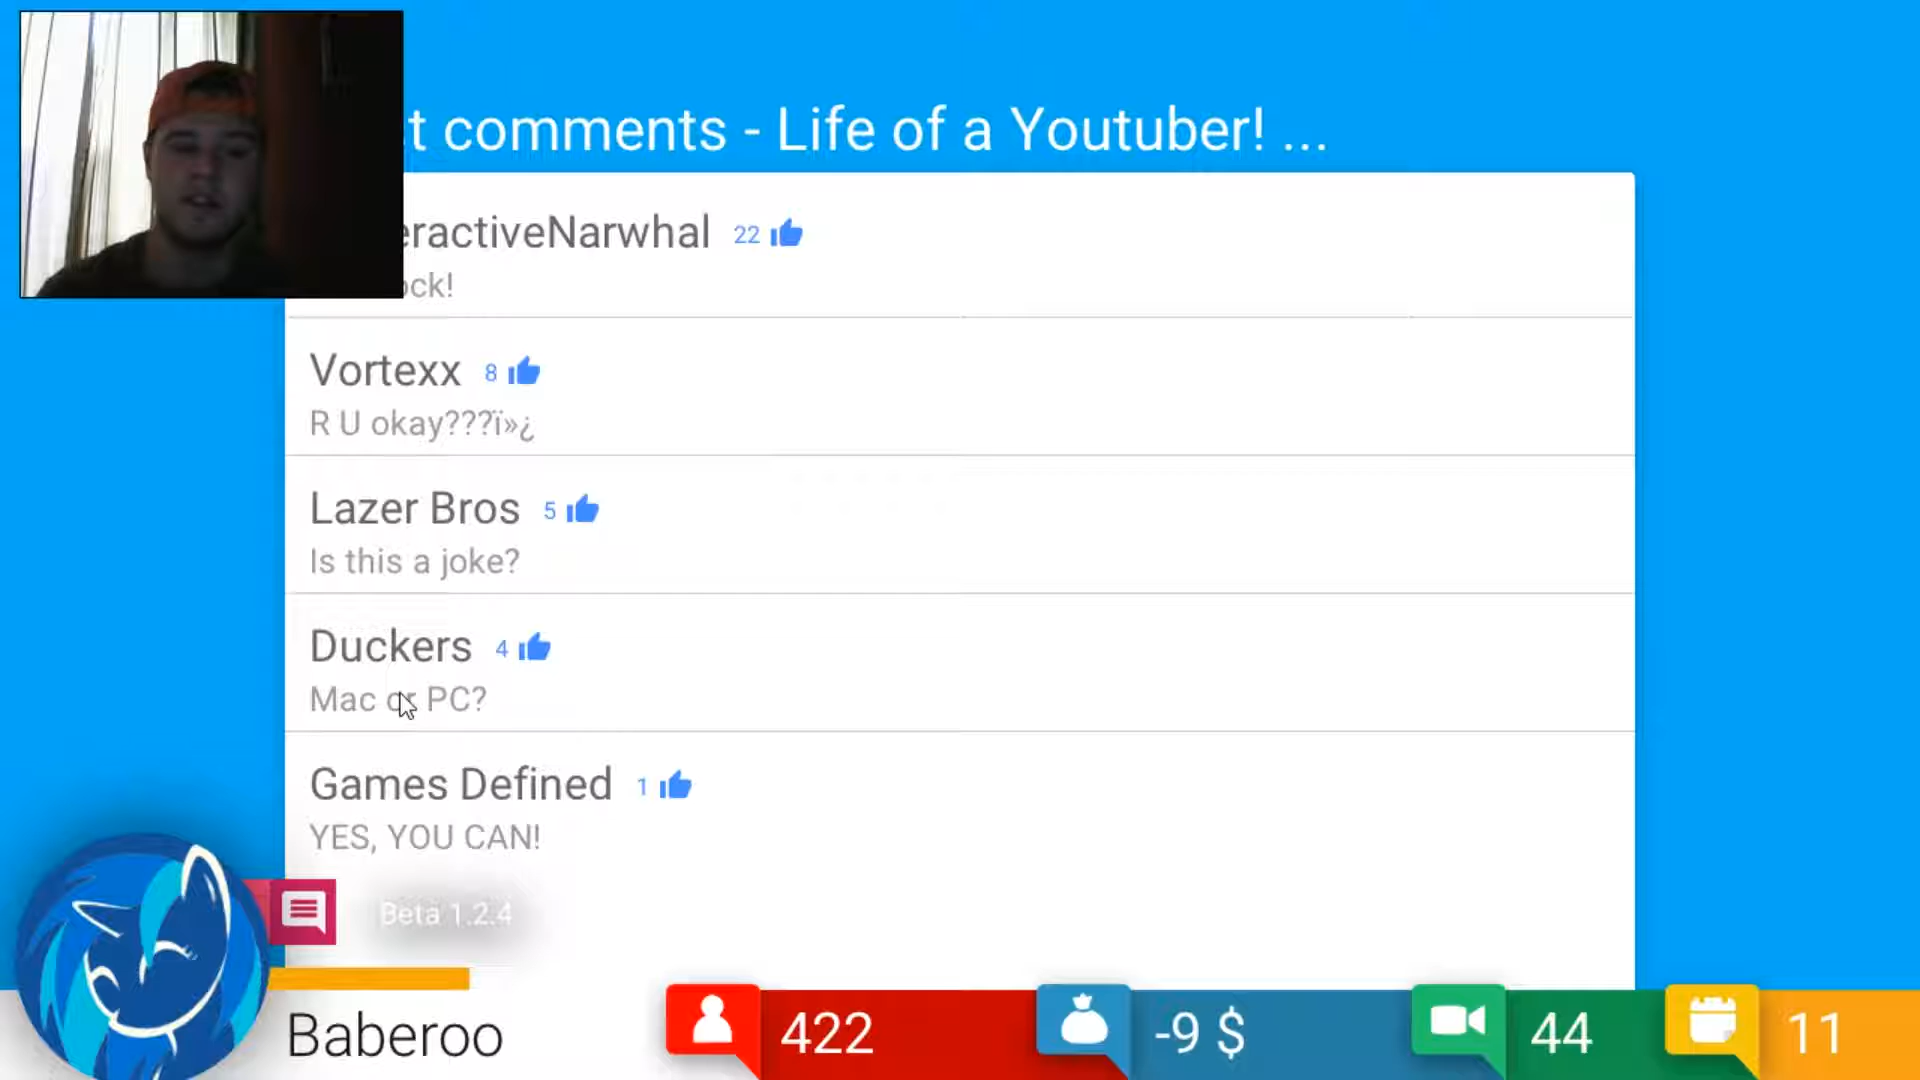 t comments - Life of a Youtuber! ...
eractiveNarwhal 22
ock!
Vortexx 8
R U okay???ï»¿
Lazer Bros 5
Is this a joke?
Duckers 4
Mac or PC?
Games Defined 1
YES, YOU CAN!
Beta 1.2.4
Baberoo 422 -9 $ 44 11